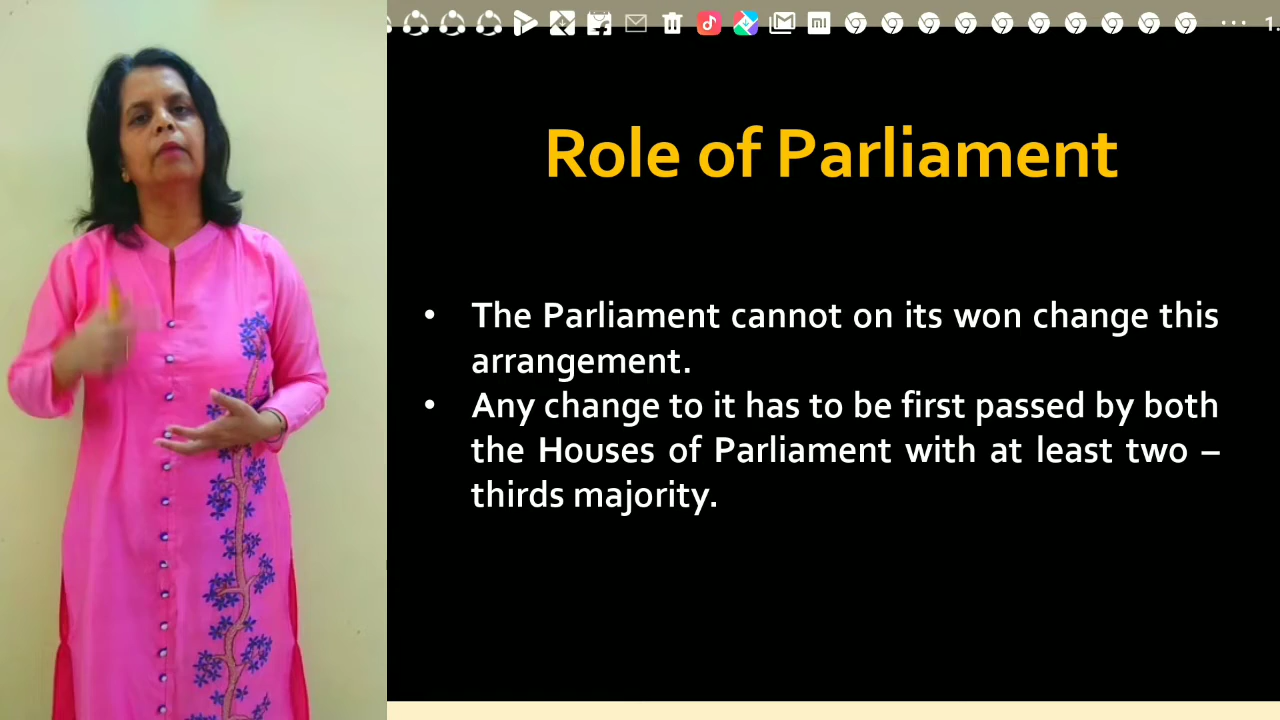 1.
Role of Parliament
• The Parliament cannot on its won change this
arrangement.
• Any change to it has to be first passed by both
the Houses of Parliament with at least two –
thirds majority.